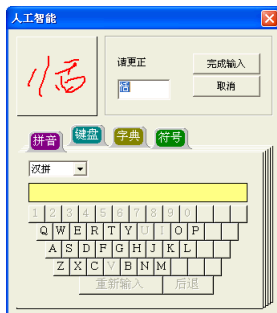 人工智能
请更正
完成输入
取消
拼音 键盘 字典 符号
汉拼
1 2 3 4 5 6 7 8 9 0
Q W E R T Y U I O P
A S D F G H J K L
Z X C V B N M
重新输入 后退